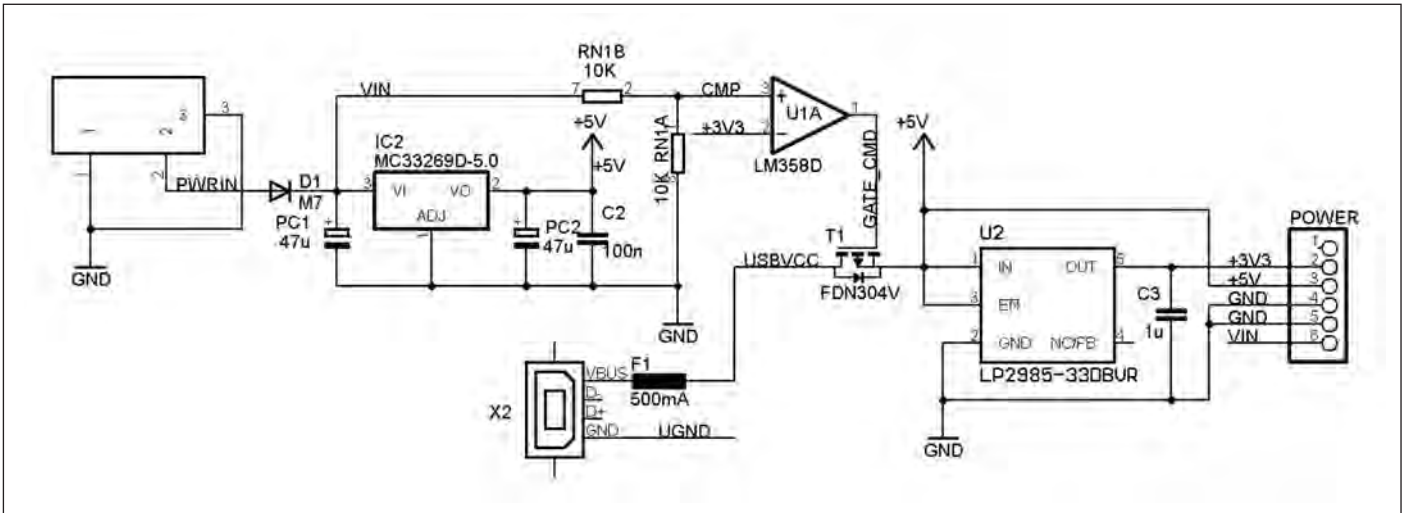 RN1B
10K
VIN
7
2
CMP
3
+
U1A
1
+3V3
2
-
LM358D
GATE_CMD
10K RN1A
3
1
2
1
2
PWRIN
GND
D1
M7
IC2
MC33269D-5.0
3
VI
VO
2
ADJ
1
+5V
+5V
PC1
47u
+
PC2
47u
+
C2
100n
GND
T1
USBVCC
FDN304V
+5V
U2
1
IN
OUT
5
3
EN
2
GND
NC/FB
4
LP2985-33DBVR
C3
1u
GND
POWER
+3V3
+5V
GND
GND
VIN
1
2
3
4
5
6
X2
VBUS
D-
D+
GND
F1
500mA
UGND